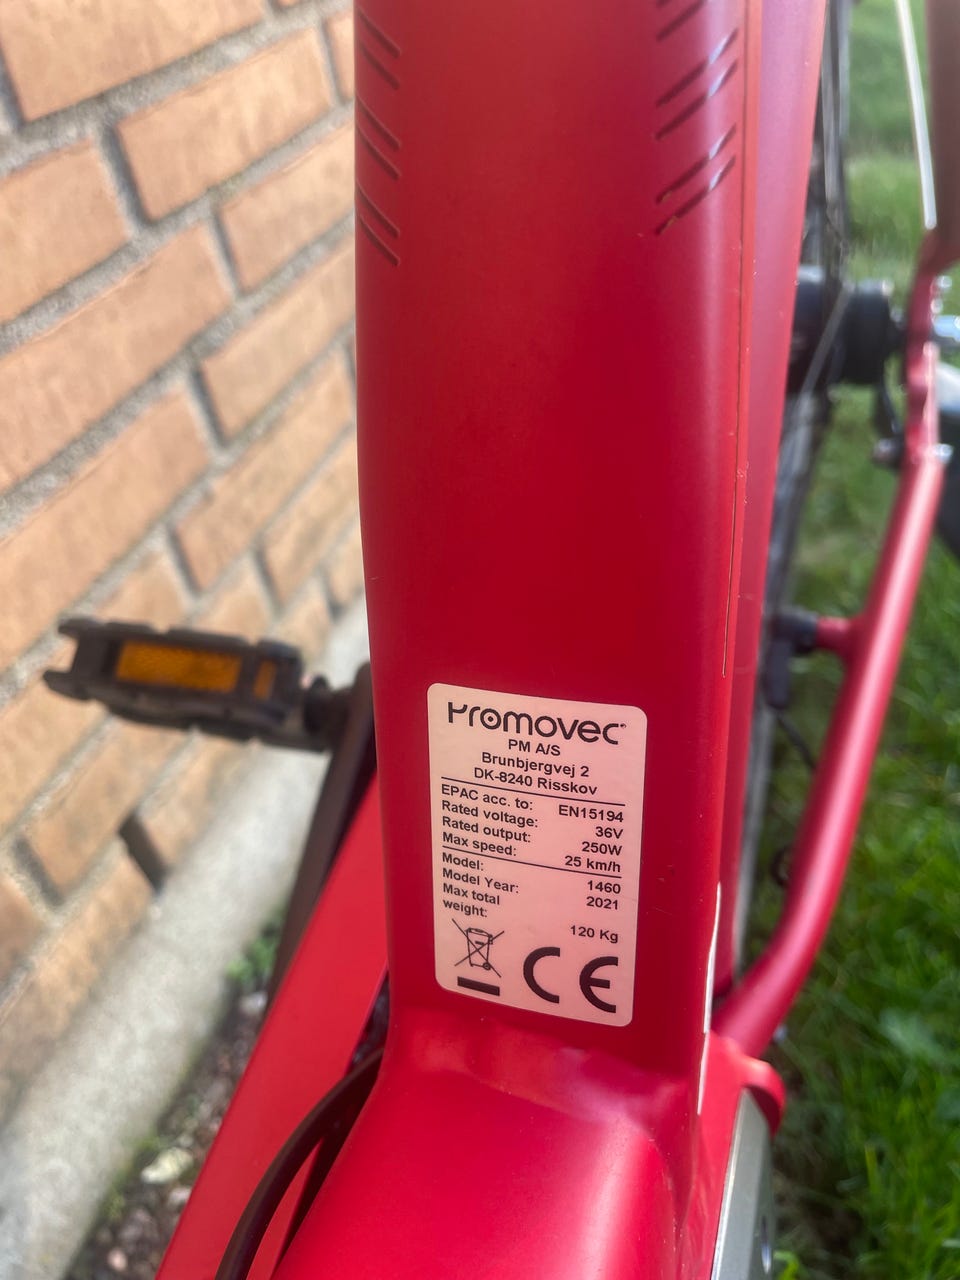 Promovec
PM A/S
Brunbjergvej 2
DK-8240 Risskov
EPAC acc. to: EN15194
Rated voltage: 36V
Rated output: 250W
Max speed: 25 km/h
Model: 1460
Model Year: 2021
Max total
weight: 120 Kg
CE